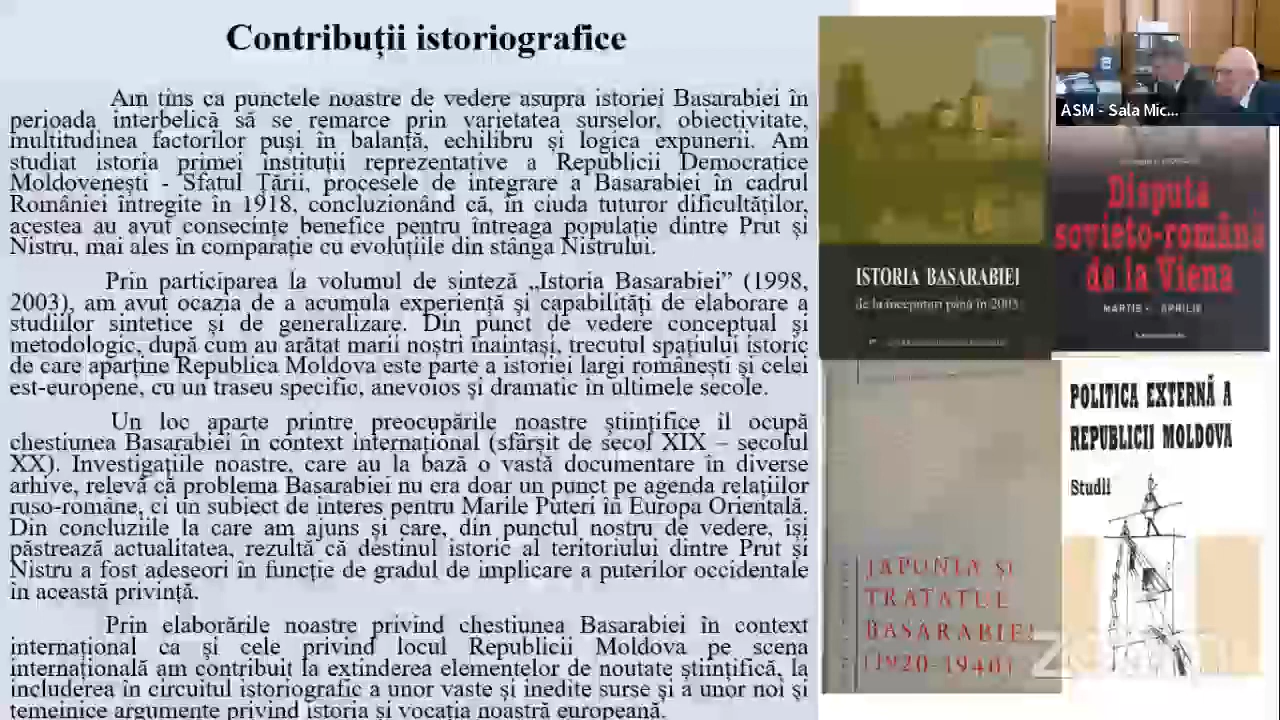 Contribuții istoriografice
Am tins ca punctele noastre de vedere asupra istoriei Basarabiei în
perioada interbelică să se remarce prin varietatea surselor, obiectivitate,
multitudinea factorilor puși în balanță, echilibru și logica expunerii. Am
studiat istoria primei instituții reprezentative a Republicii Democratice
Moldovenești - Sfatul Țării, procesele de integrare a Basarabiei în cadrul
României întregite în 1918, concluzionând că, în ciuda tuturor dificultăților,
acestea au avut consecințe benefice pentru întreaga populație dintre Prut și
Nistru, mai ales în comparație cu evoluțiile din stânga Nistrului.
Prin participarea la volumul de sinteză „Istoria Basarabiei” (1998,
2003), am avut ocazia de a acumula experiență și capabilități de elaborare a
studiilor sintetice și de generalizare. Din punct de vedere conceptual și
metodologic, după cum au arătat marii noștri înaintași, trecutul spațiului istoric
de care aparține Republica Moldova este parte a istoriei largi românești și celei
est-europene, cu un traseu specific, anevoios și dramatic în ultimele secole.
Un loc aparte printre preocupările noastre științifice îl ocupă
chestiunea Basarabiei în context internațional (sfârșit de secol XIX – secolul
XX). Investigațiile noastre, care au la bază o vastă documentare în diverse
arhive, relevă că problema Basarabiei nu era doar un punct pe agenda relațiilor
ruso-române, ci un subiect de interes pentru Marile Puteri în Europa Orientală.
Din concluziile la care am ajuns și care, din punctul nostru de vedere, își
păstrează actualitatea, rezultă că destinul istoric al teritoriului dintre Prut și
Nistru a fost adeseori în funcție de gradul de implicare a puterilor occidentale
în această privință.
Prin elaborările noastre privind chestiunea Basarabiei în context
internațional ca și cele privind locul Republicii Moldova pe scena
internațională am contribuit la extinderea elementelor de noutate științifică, la
includerea în circuitul istoriografic a unor vaste și inedite surse și a unor noi și
temeinice argumente privind istoria și vocația noastră europeană.
ISTORIA BASARABIEI
de la începuturi până în 2003
ASM - Sala Mic...
Disputa
sovieto-română
de la Viena
MARTIE - APRILIE
JAPONIA ȘI
TRATATUL
BASARABIEI
(1920-1940)
POLITICA EXTERNĂ A
REPUBLICII MOLDOVA
Studii
zoom